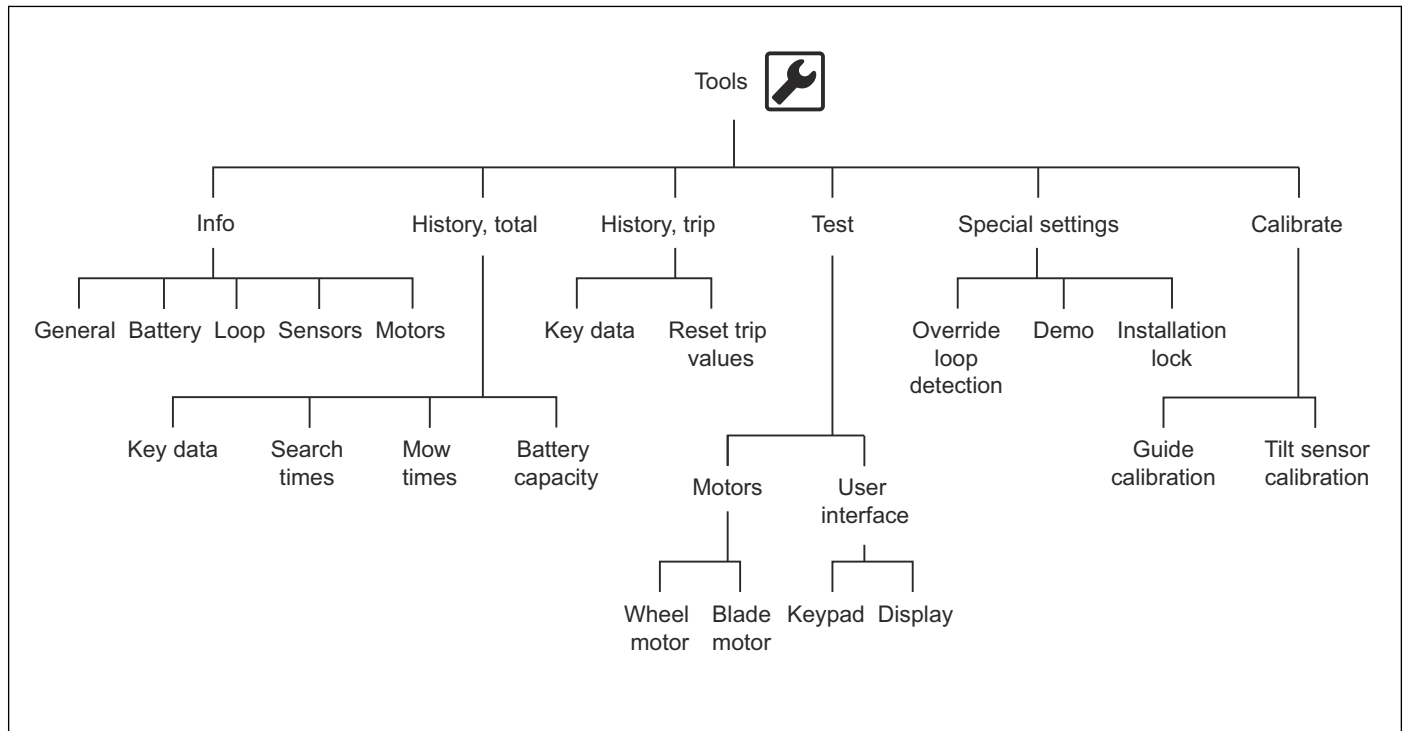 Tools
Info
History, total
History, trip
Test
Special settings
Calibrate
General
Battery
Loop
Sensors
Motors
Key data
Reset trip
values
Override
loop
detection
Demo
Installation
lock
Key data
Search
times
Mow
times
Battery
capacity
Motors
User
interface
Guide
calibration
Tilt sensor
calibration
Wheel
motor
Blade
motor
Keypad
Display